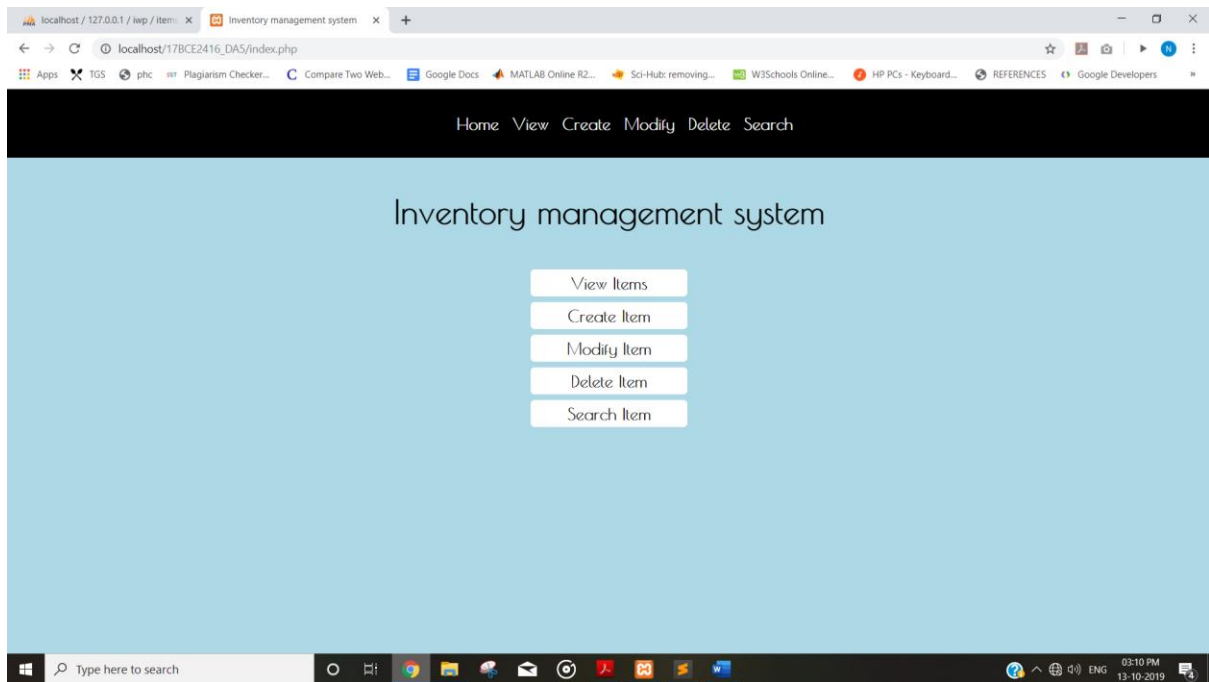 localhost / 127.0.0.1 / iwp / item
Inventory management system
localhost/17BCE2416_DA5/index.php
N
Apps TGS phc Plagiarism Checker... Compare Two Web... Google Docs MATLAB Online R2... Sci-Hub: removing... W3Schools Online... HP PCs - Keyboard... REFERENCES Google Developers »
Home View Create Modify Delete Search
Inventory management system
View Items
Create Item
Modify Item
Delete Item
Search Item
Type here to search
ENG
03:10 PM
13-10-2019
4